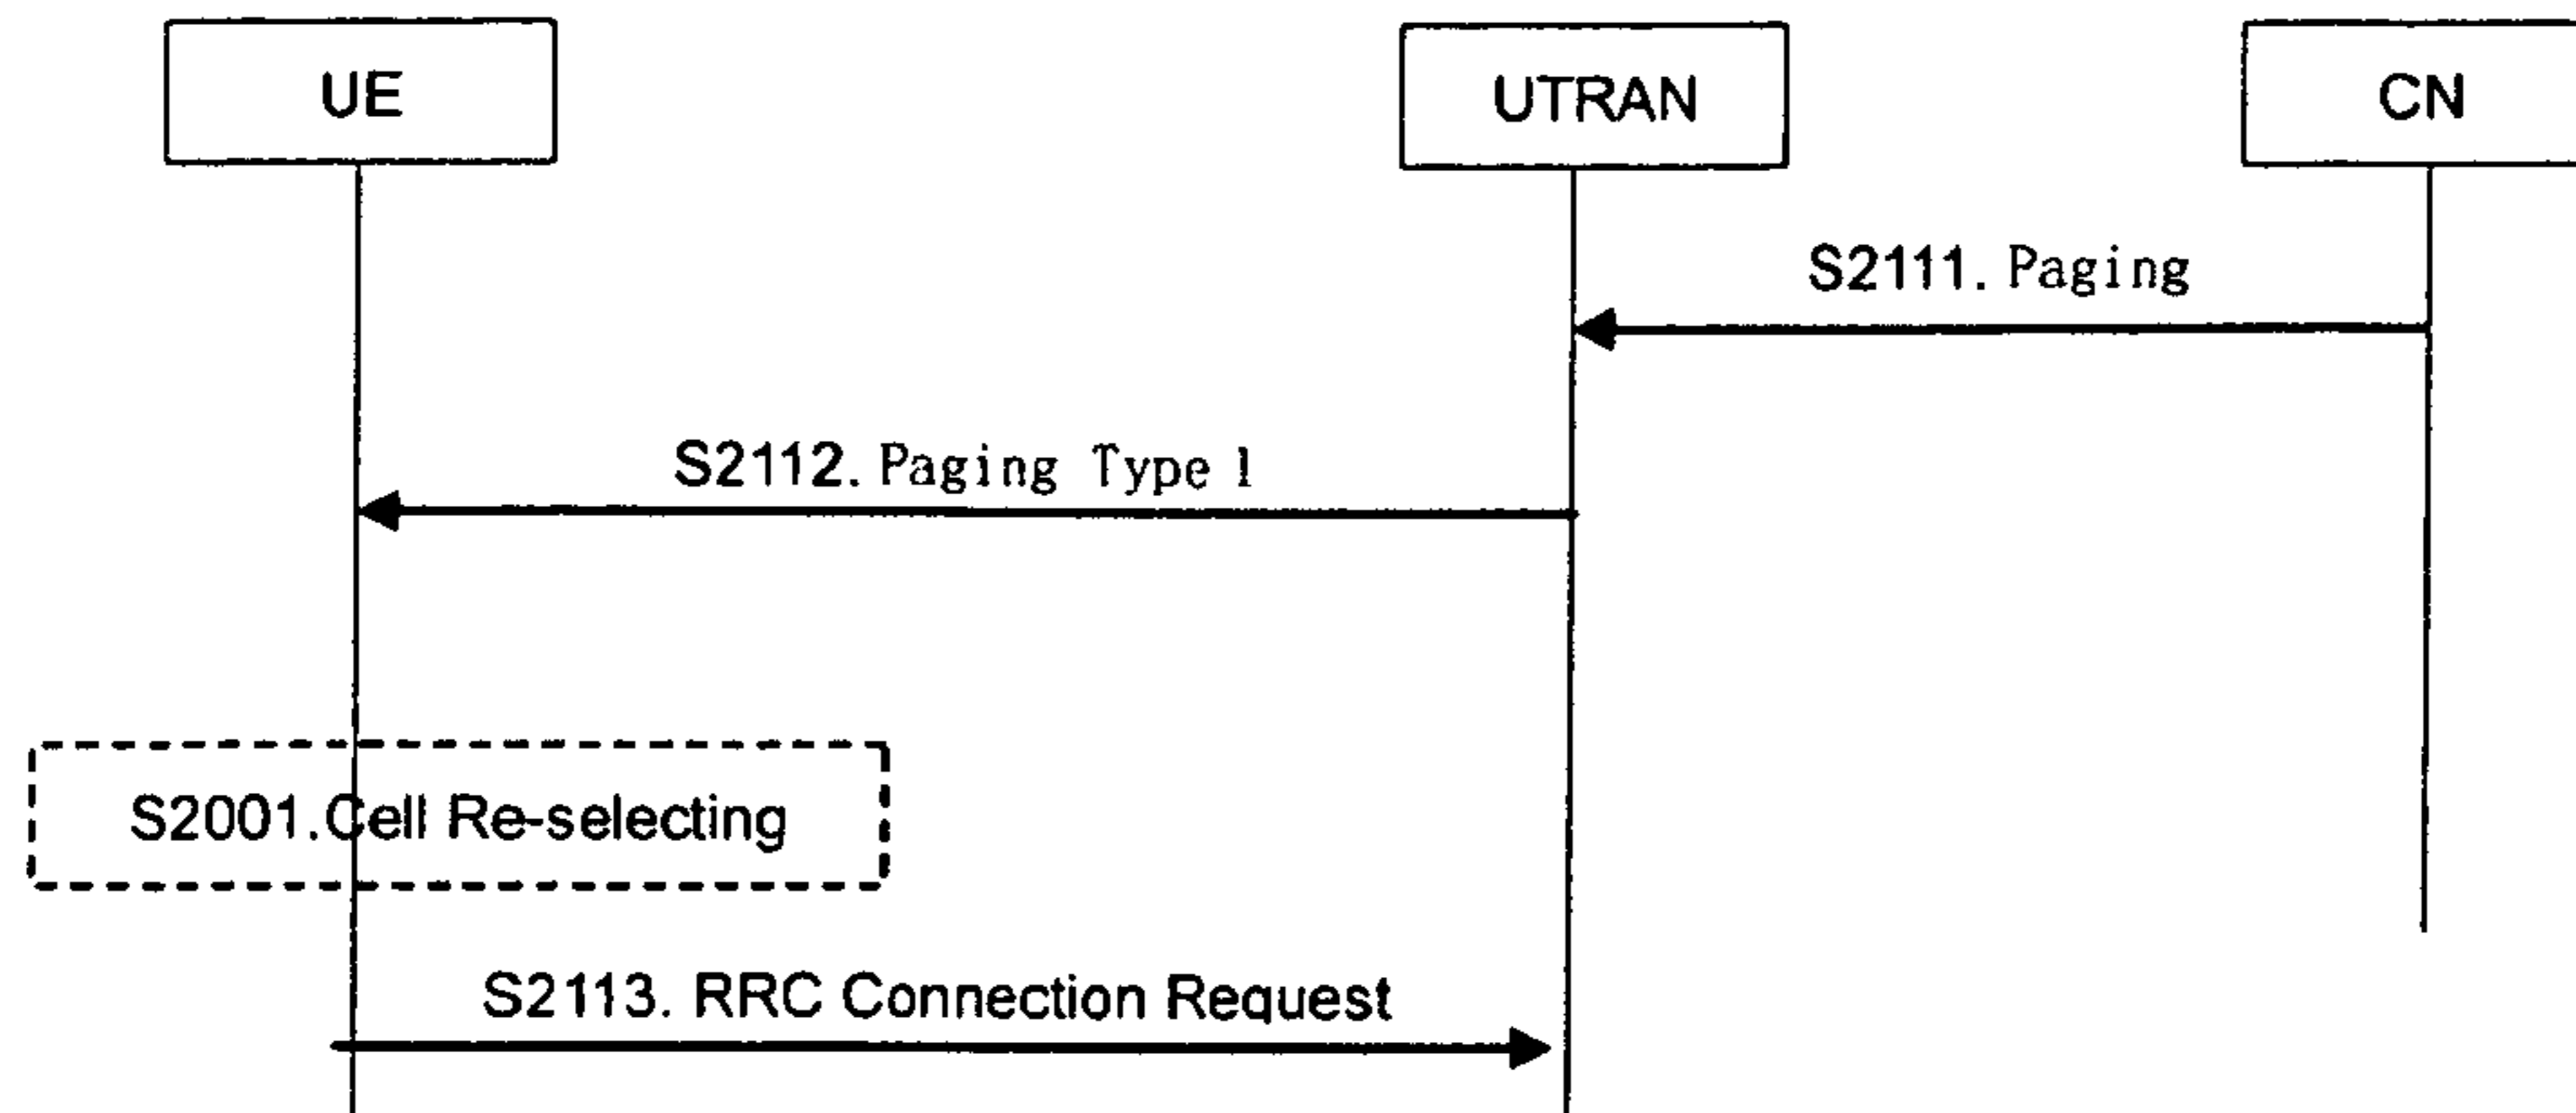 UE
UTRAN
CN
S2111. Paging
S2112. Paging Type 1
S2001.Cell Re-selecting
S2113. RRC Connection Request